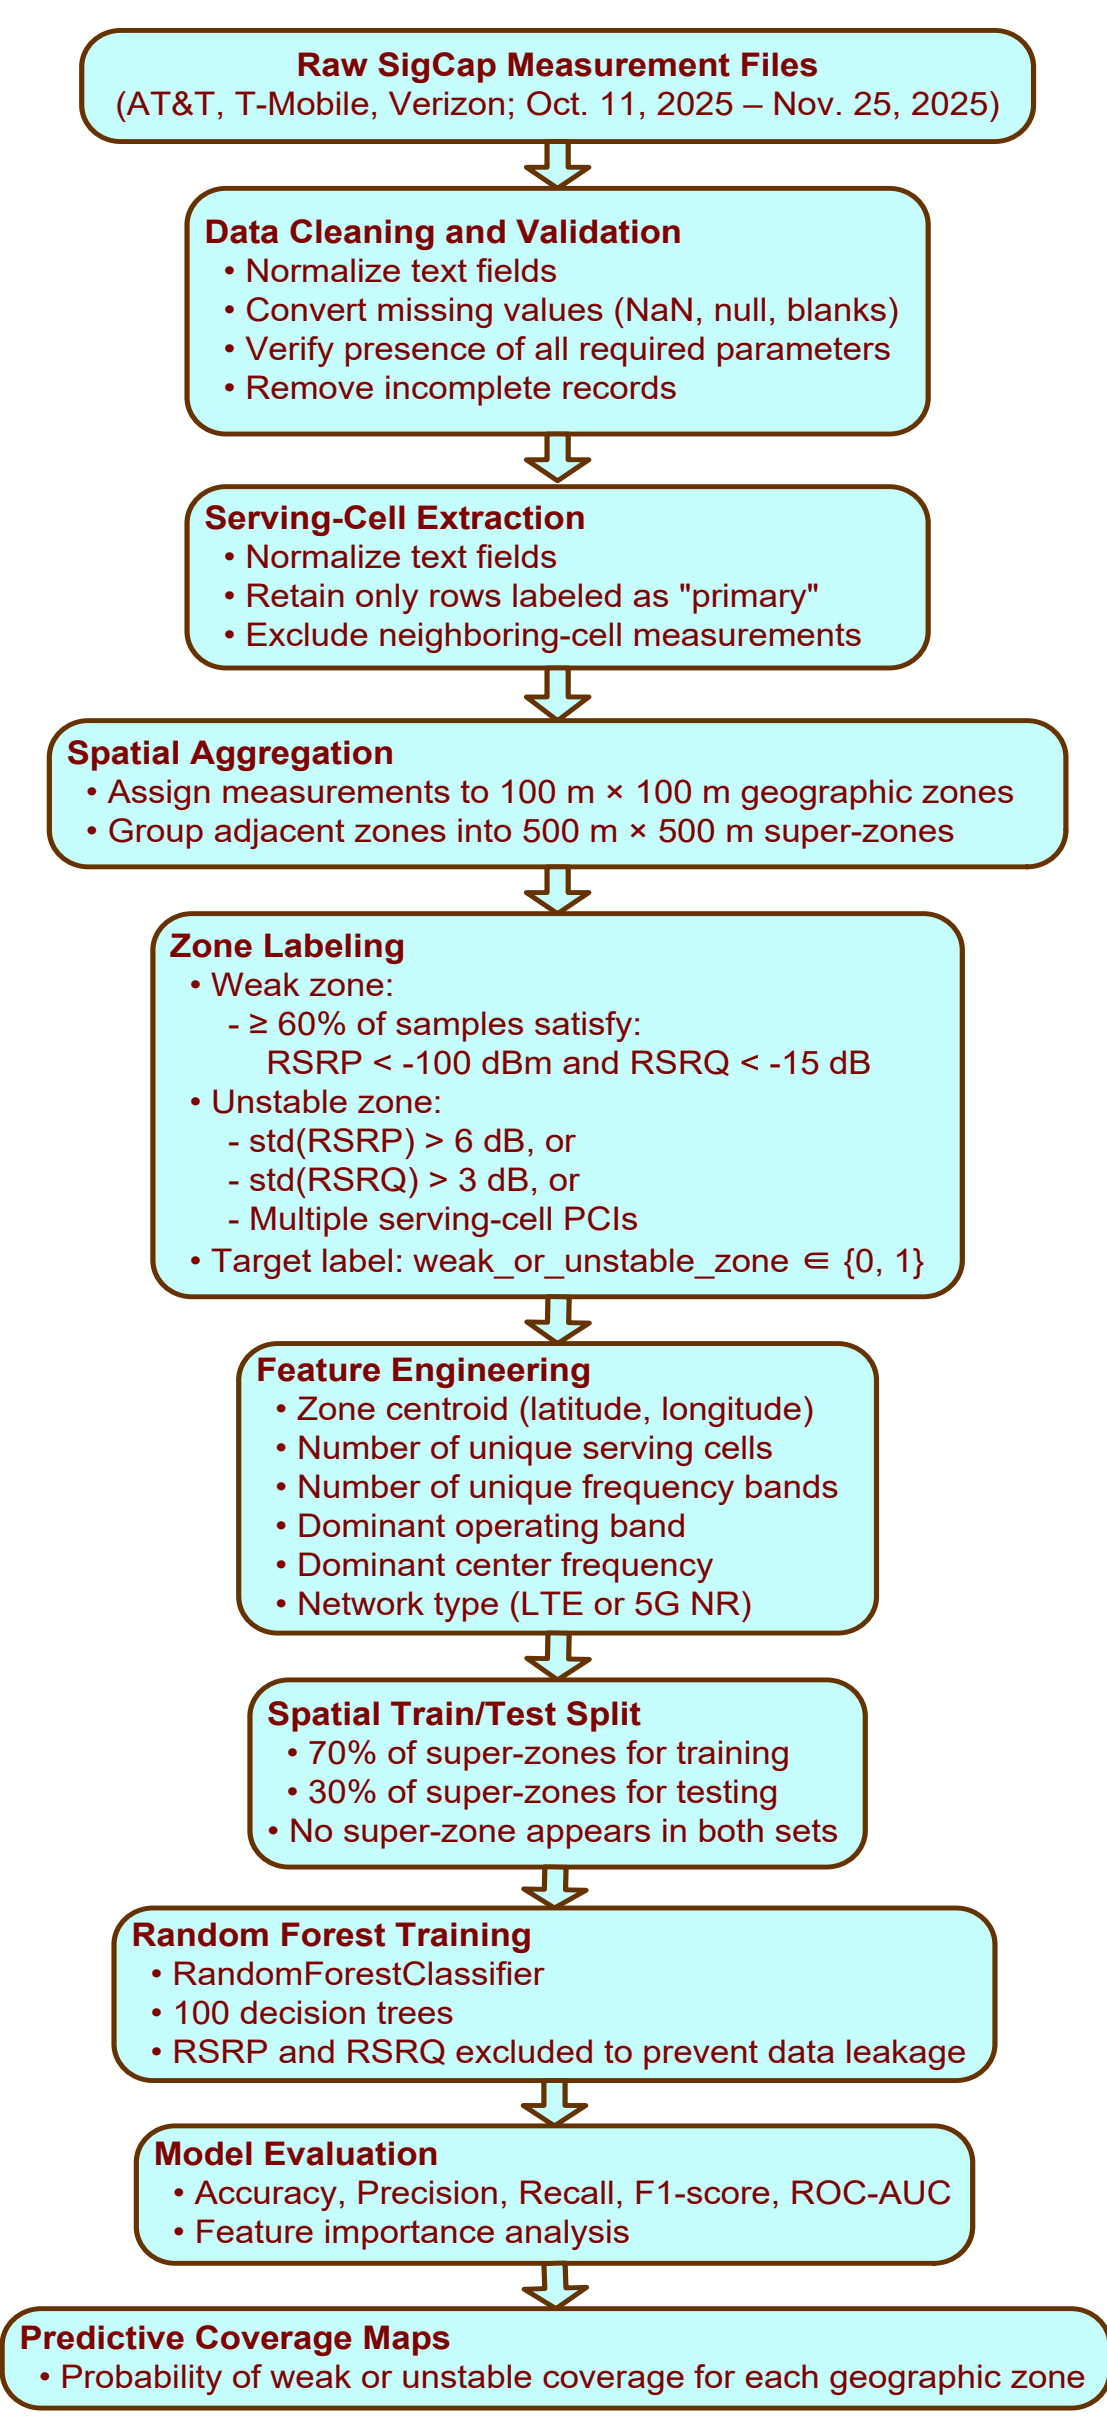 Raw SigCap Measurement Files
(AT&T, T-Mobile, Verizon; Oct. 11, 2025 – Nov. 25, 2025)
Data Cleaning and Validation
• Normalize text fields
• Convert missing values (NaN, null, blanks)
• Verify presence of all required parameters
• Remove incomplete records
Serving-Cell Extraction
• Normalize text fields
• Retain only rows labeled as "primary"
• Exclude neighboring-cell measurements
Spatial Aggregation
• Assign measurements to 100 m × 100 m geographic zones
• Group adjacent zones into 500 m × 500 m super-zones
Zone Labeling
• Weak zone:
- ≥ 60% of samples satisfy:
RSRP < -100 dBm and RSRQ < -15 dB
• Unstable zone:
- std(RSRP) > 6 dB, or
- std(RSRQ) > 3 dB, or
- Multiple serving-cell PCIs
• Target label: weak_or_unstable_zone ∈ {0, 1}
Feature Engineering
• Zone centroid (latitude, longitude)
• Number of unique serving cells
• Number of unique frequency bands
• Dominant operating band
• Dominant center frequency
• Network type (LTE or 5G NR)
Spatial Train/Test Split
• 70% of super-zones for training
• 30% of super-zones for testing
• No super-zone appears in both sets
Random Forest Training
• RandomForestClassifier
• 100 decision trees
• RSRP and RSRQ excluded to prevent data leakage
Model Evaluation
• Accuracy, Precision, Recall, F1-score, ROC-AUC
• Feature importance analysis
Predictive Coverage Maps
• Probability of weak or unstable coverage for each geographic zone